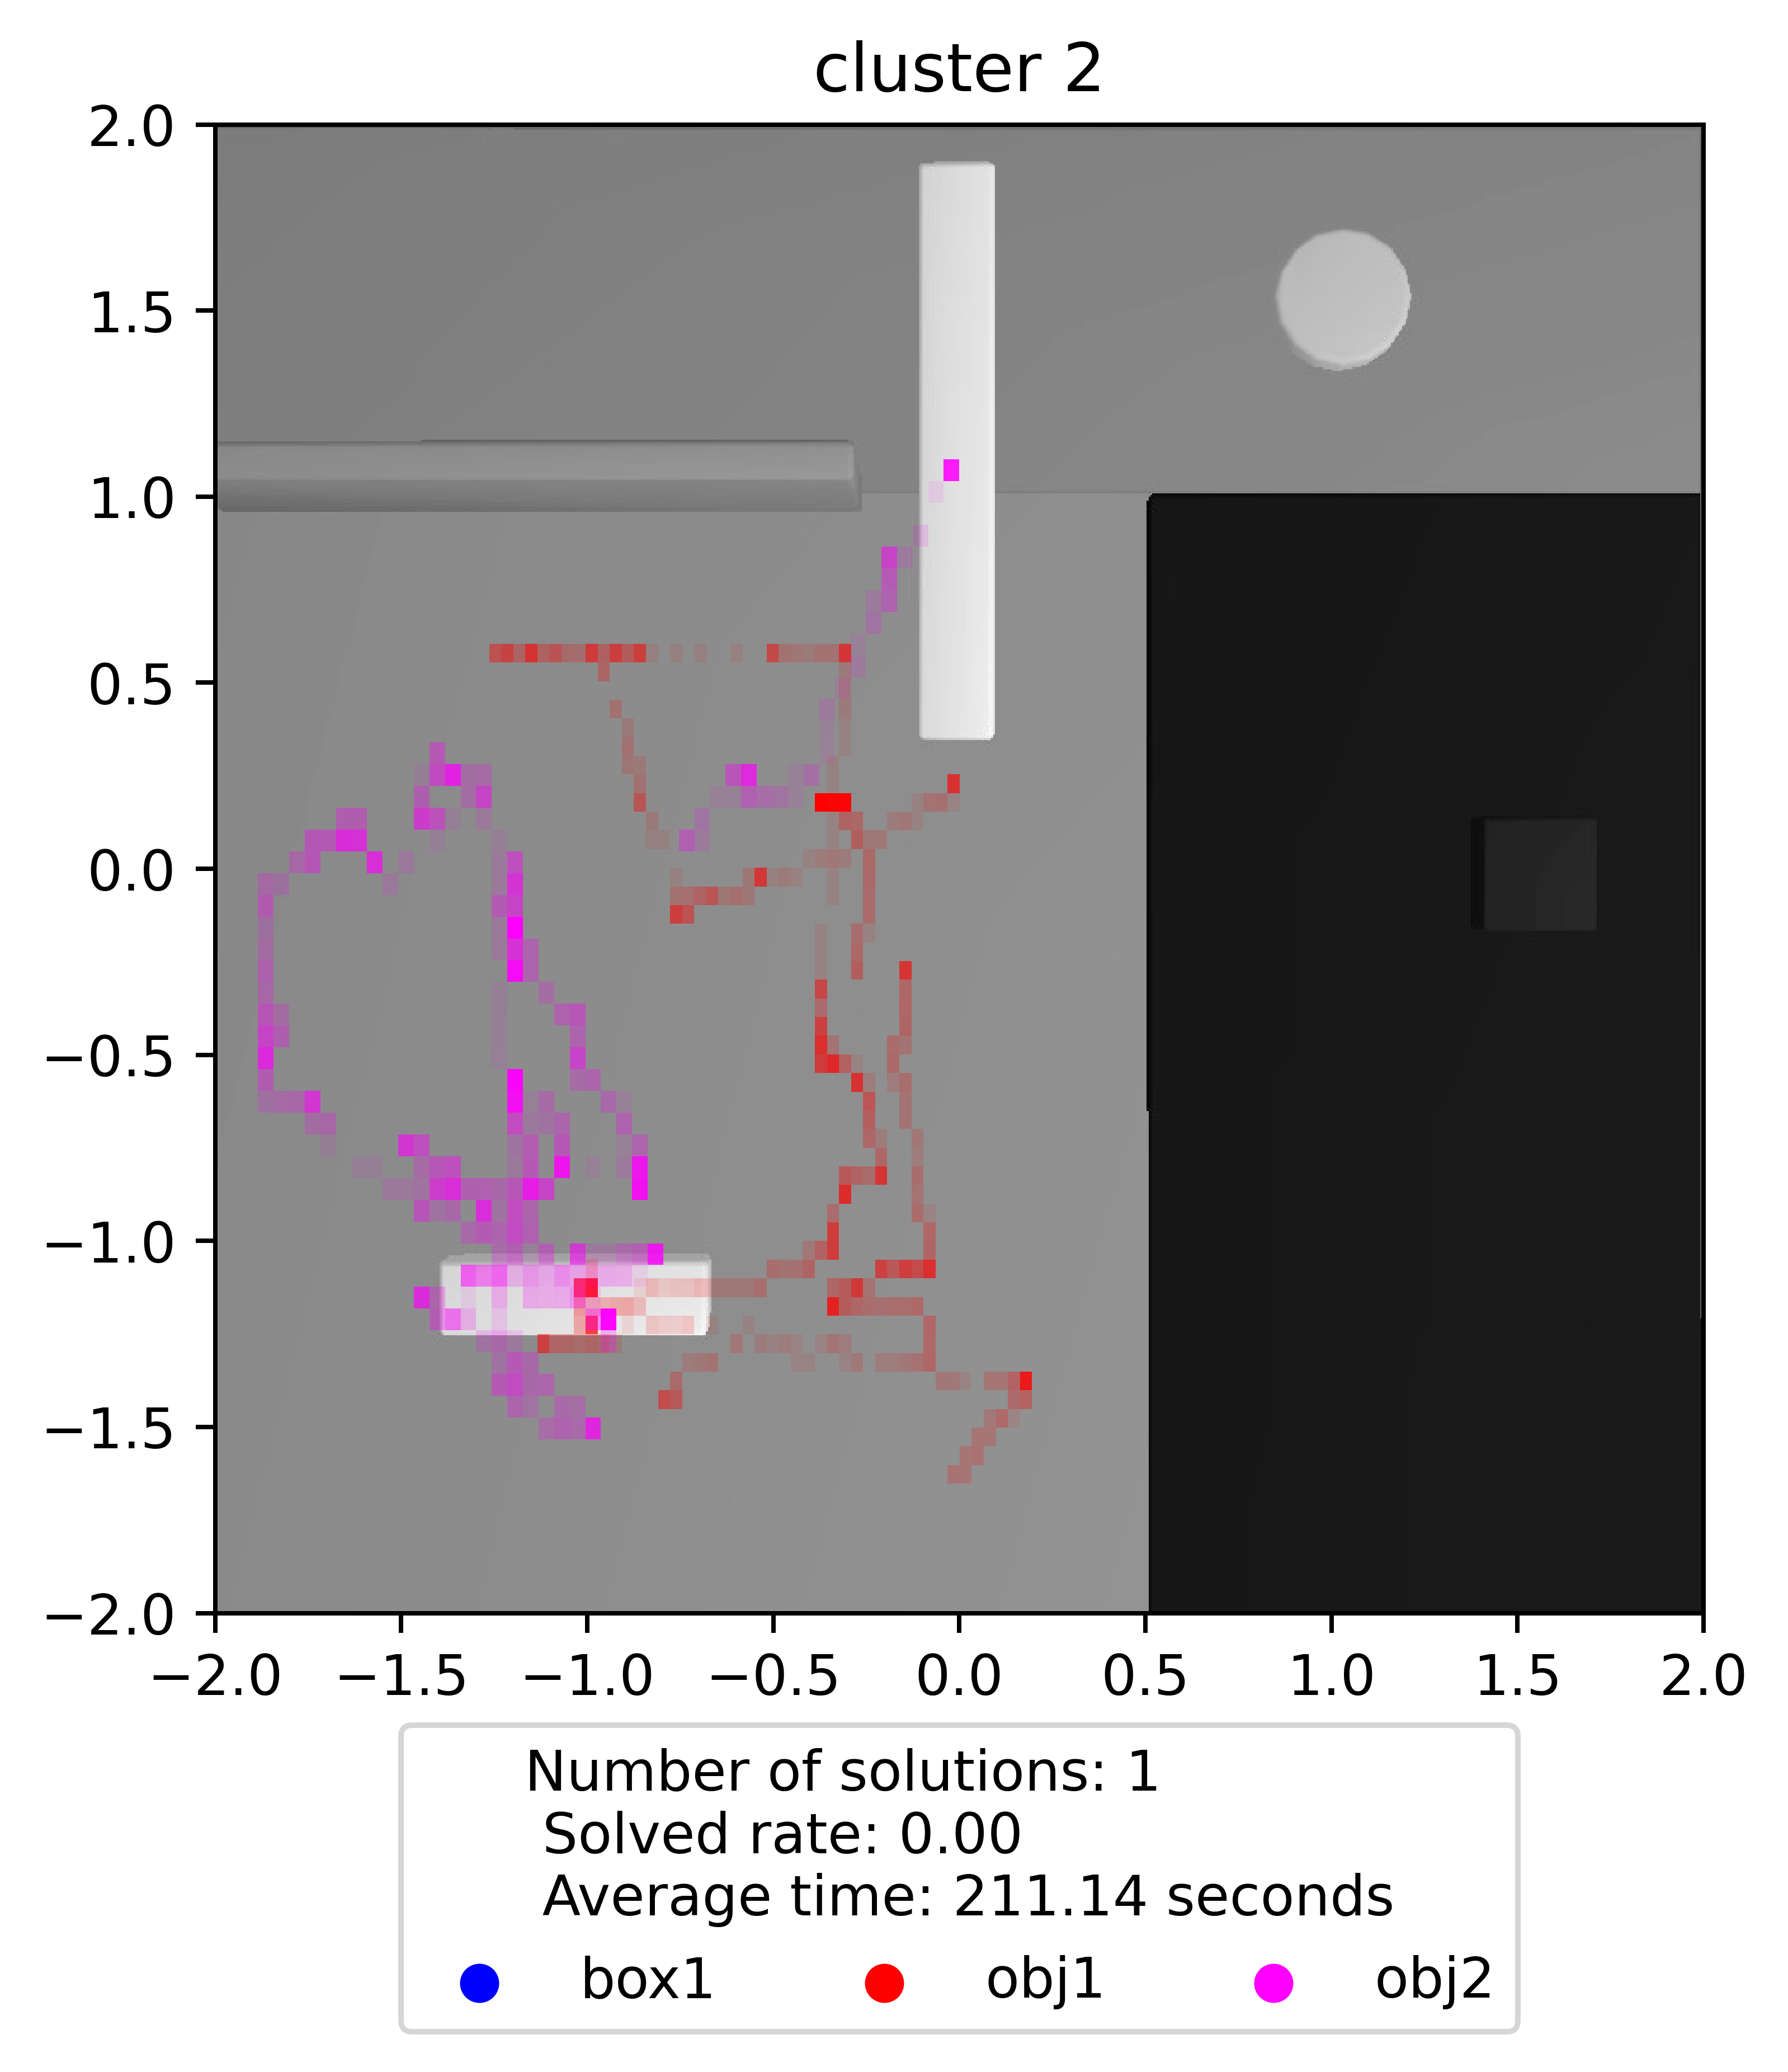 cluster 2
2.0
1.5
1.0
0.5
0.0
−0.5
−1.0
−1.5
−2.0
−2.0 −1.5 −1.0 −0.5 0.0 0.5 1.0 1.5 2.0
Number of solutions: 1
Solved rate: 0.00
Average time: 211.14 seconds
box1 obj1 obj2